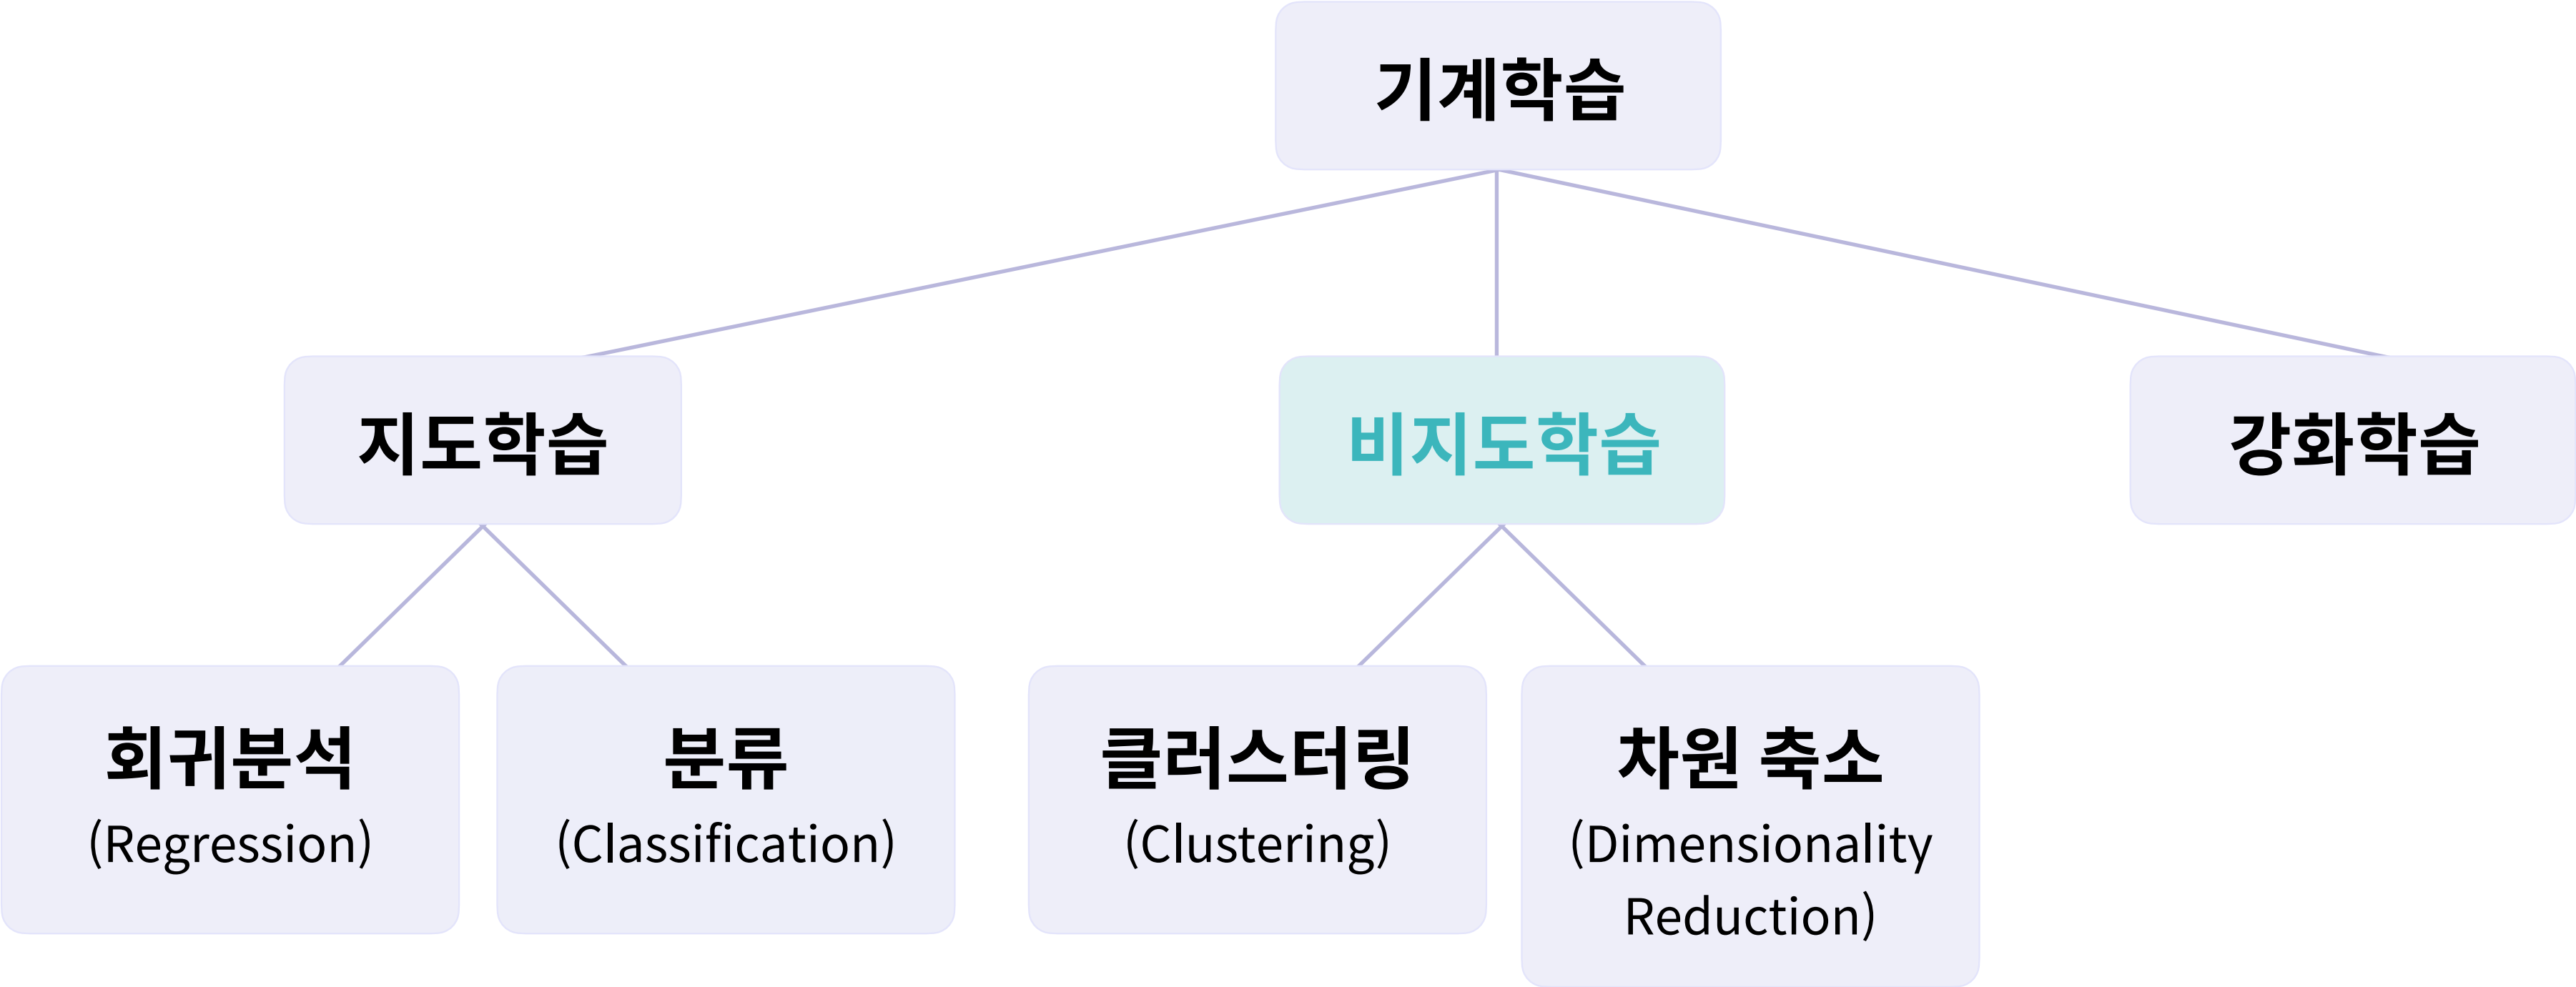 기계학습
지도학습
비지도학습
강화학습
회귀분석
(Regression)
분류
(Classification)
클러스터링
(Clustering)
차원 축소
(Dimensionality
Reduction)